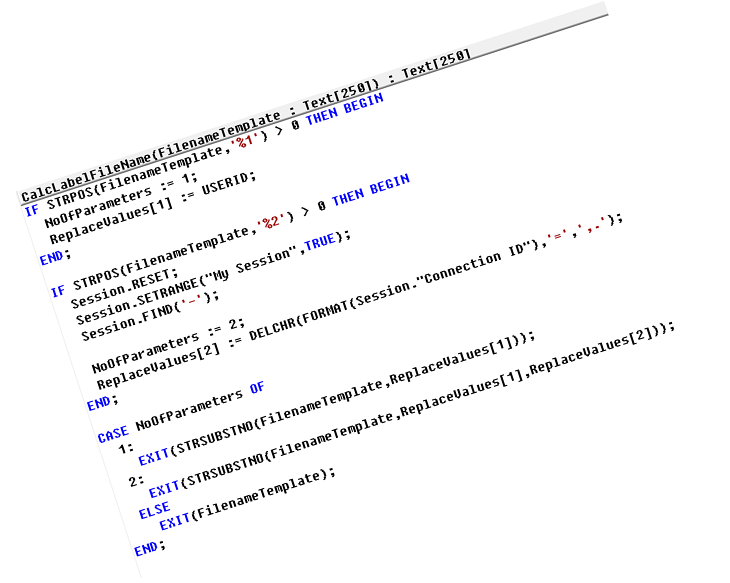 CalcLabelFileName(FilenameTemplate : Text[250]) : Text[250]
IF STRPOS(FilenameTemplate,'%1') > 0 THEN BEGIN
NoOfParameters := 1;
ReplaceValues[1] := USERID;
END;
IF STRPOS(FilenameTemplate,'%2') > 0 THEN BEGIN
Session.RESET;
Session.SETRANGE("My Session",TRUE);
Session.FIND('-');
NoOfParameters := 2;
ReplaceValues[2] := DELCHR(FORMAT(Session."Connection ID"),'=',',.');
END;
CASE NoOfParameters OF
1:
EXIT(STRSUBSTNO(FilenameTemplate,ReplaceValues[1]));
2:
EXIT(STRSUBSTNO(FilenameTemplate,ReplaceValues[1],ReplaceValues[2]));
ELSE
EXIT(FilenameTemplate);
END;